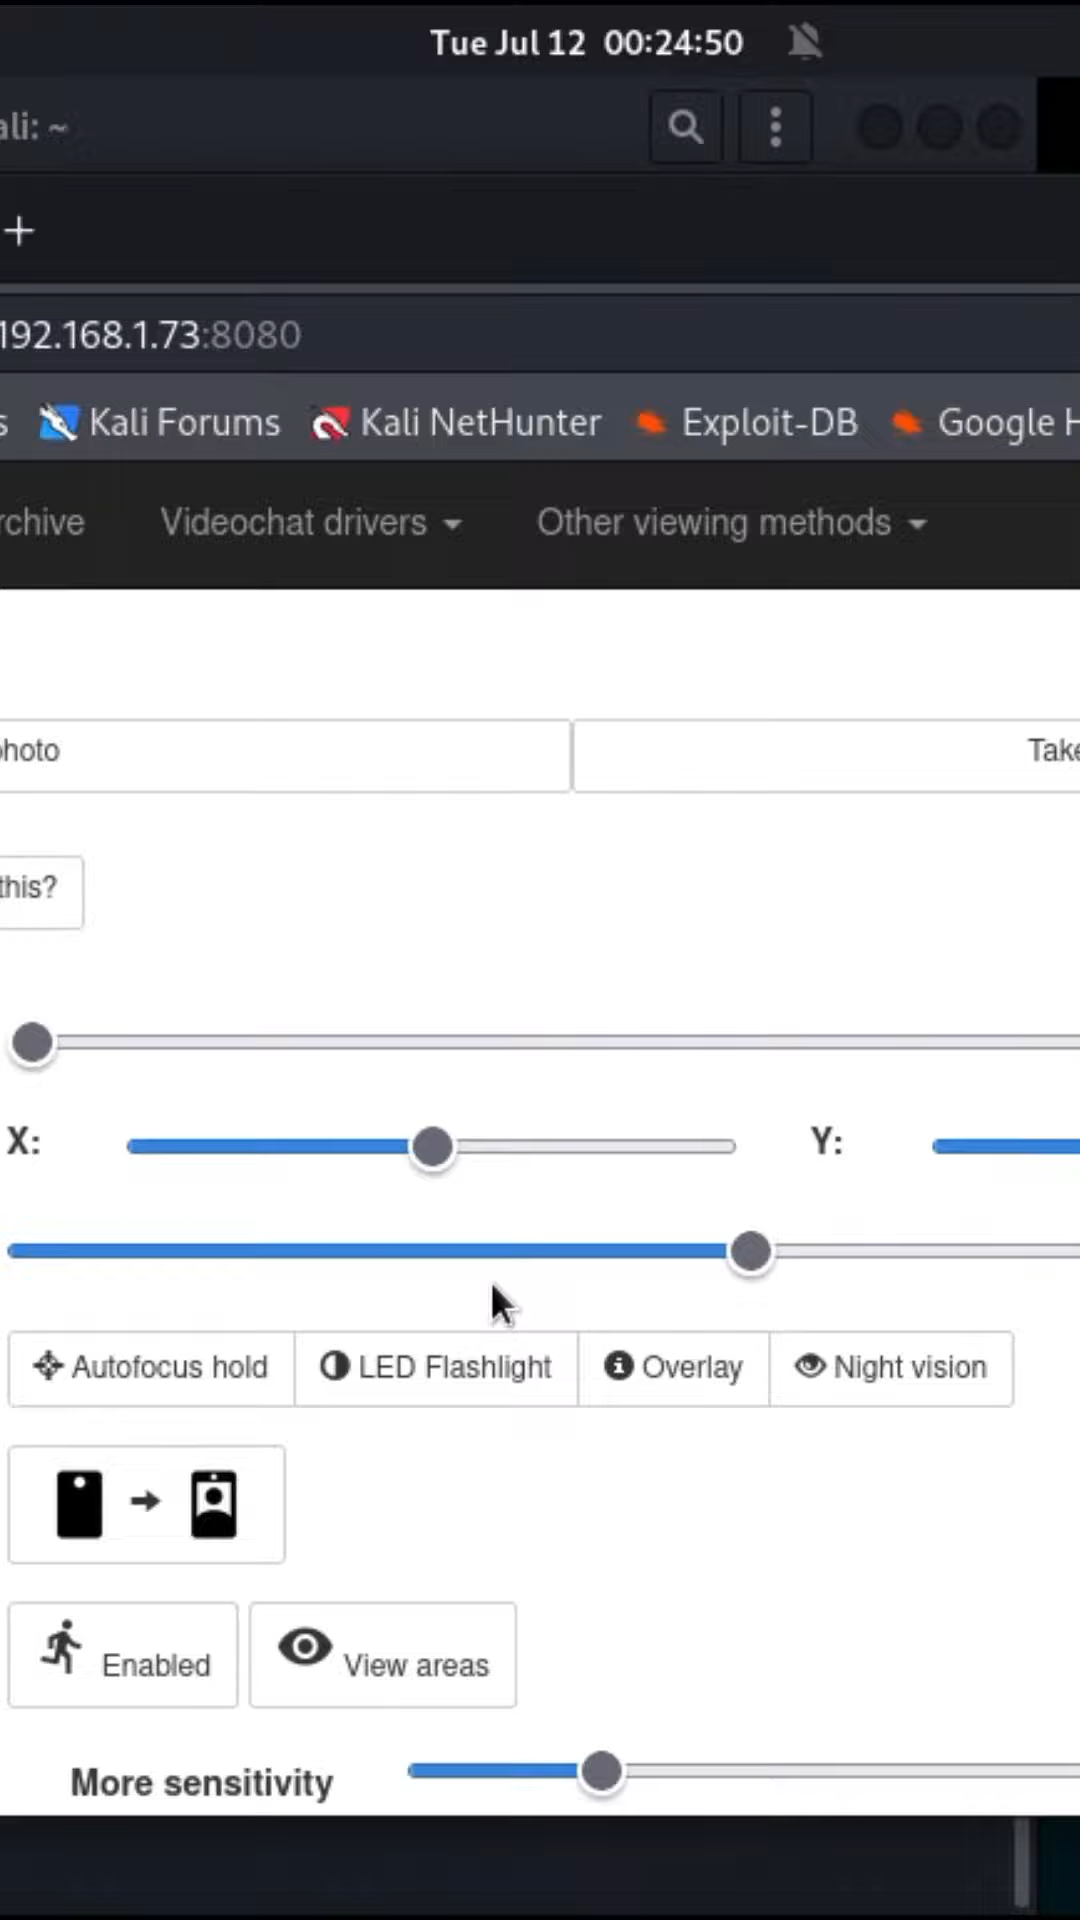 Tue Jul 12 00:24:50
ali: ~
+
192.168.1.73:8080
s Kali Forums Kali NetHunter Exploit-DB Google H
rchive Videochat drivers Other viewing methods
photo Take
this?
X: Y:
Autofocus hold LED Flashlight Overlay Night vision
Enabled View areas
More sensitivity